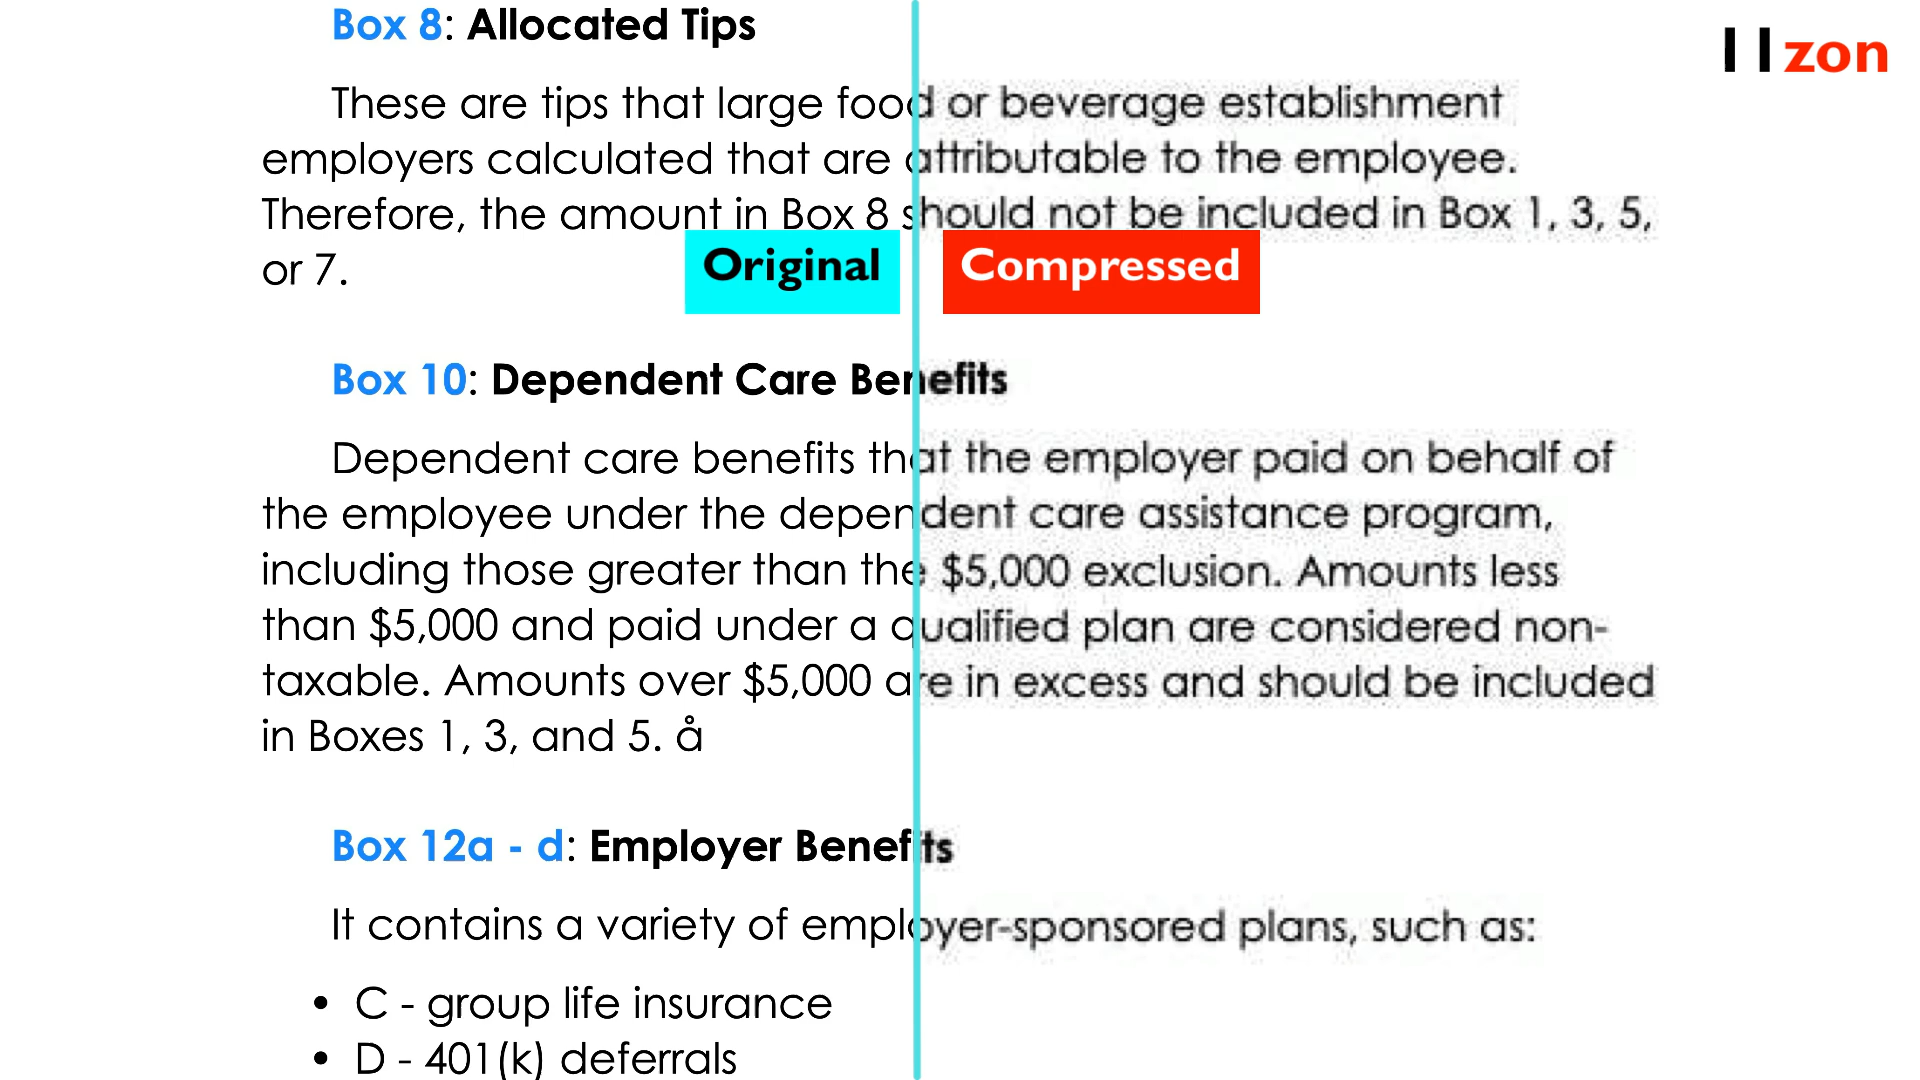 Box 8: Allocated Tips
11zon
These are tips that large food or beverage establishment
employers calculated that are attributable to the employee.
Therefore, the amount in Box 8 should not be included in Box 1, 3, 5,
or 7.
Original
Compressed
Box 10: Dependent Care Benefits
Dependent care benefits that the employer paid on behalf of
the employee under the dependent care assistance program,
including those greater than the $5,000 exclusion. Amounts less
than $5,000 and paid under a qualified plan are considered non-
taxable. Amounts over $5,000 are in excess and should be included
in Boxes 1, 3, and 5. å
Box 12a - d: Employer Benefits
It contains a variety of employer-sponsored plans, such as:
• C - group life insurance
• D - 401(k) deferrals